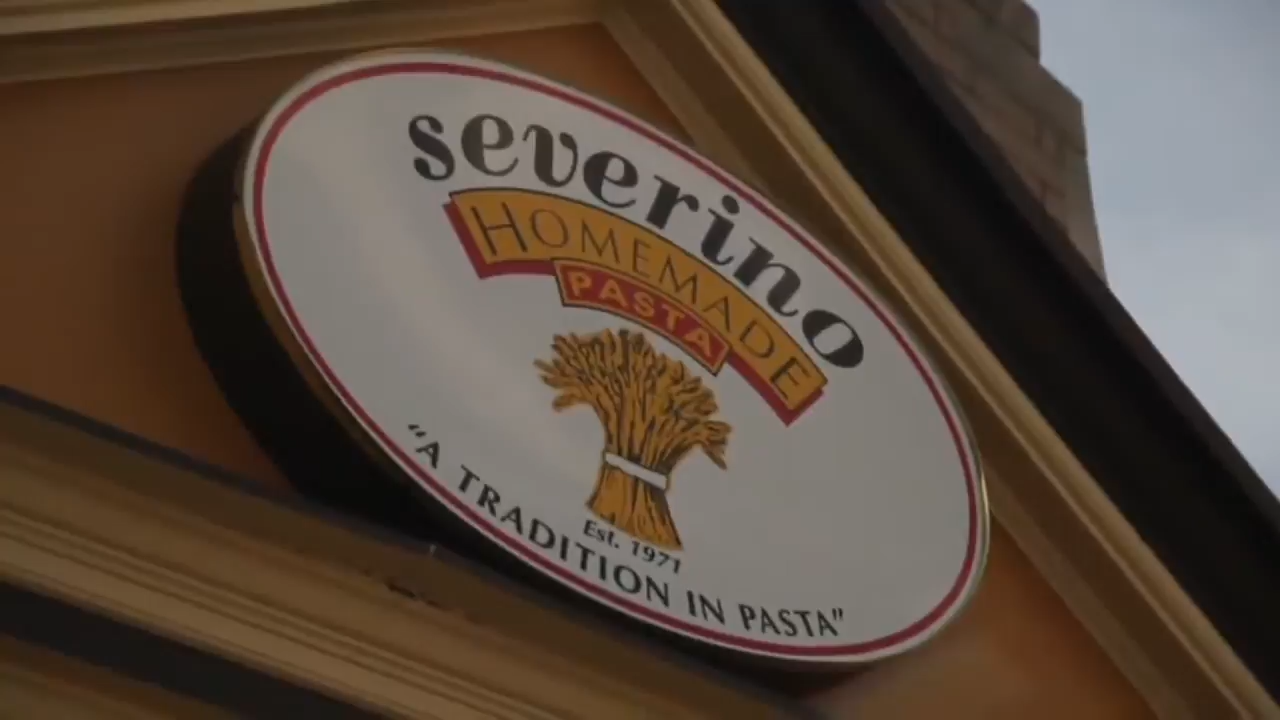 severino
HOMEMADE
PASTA
Est. 1971
"A TRADITION IN PASTA"